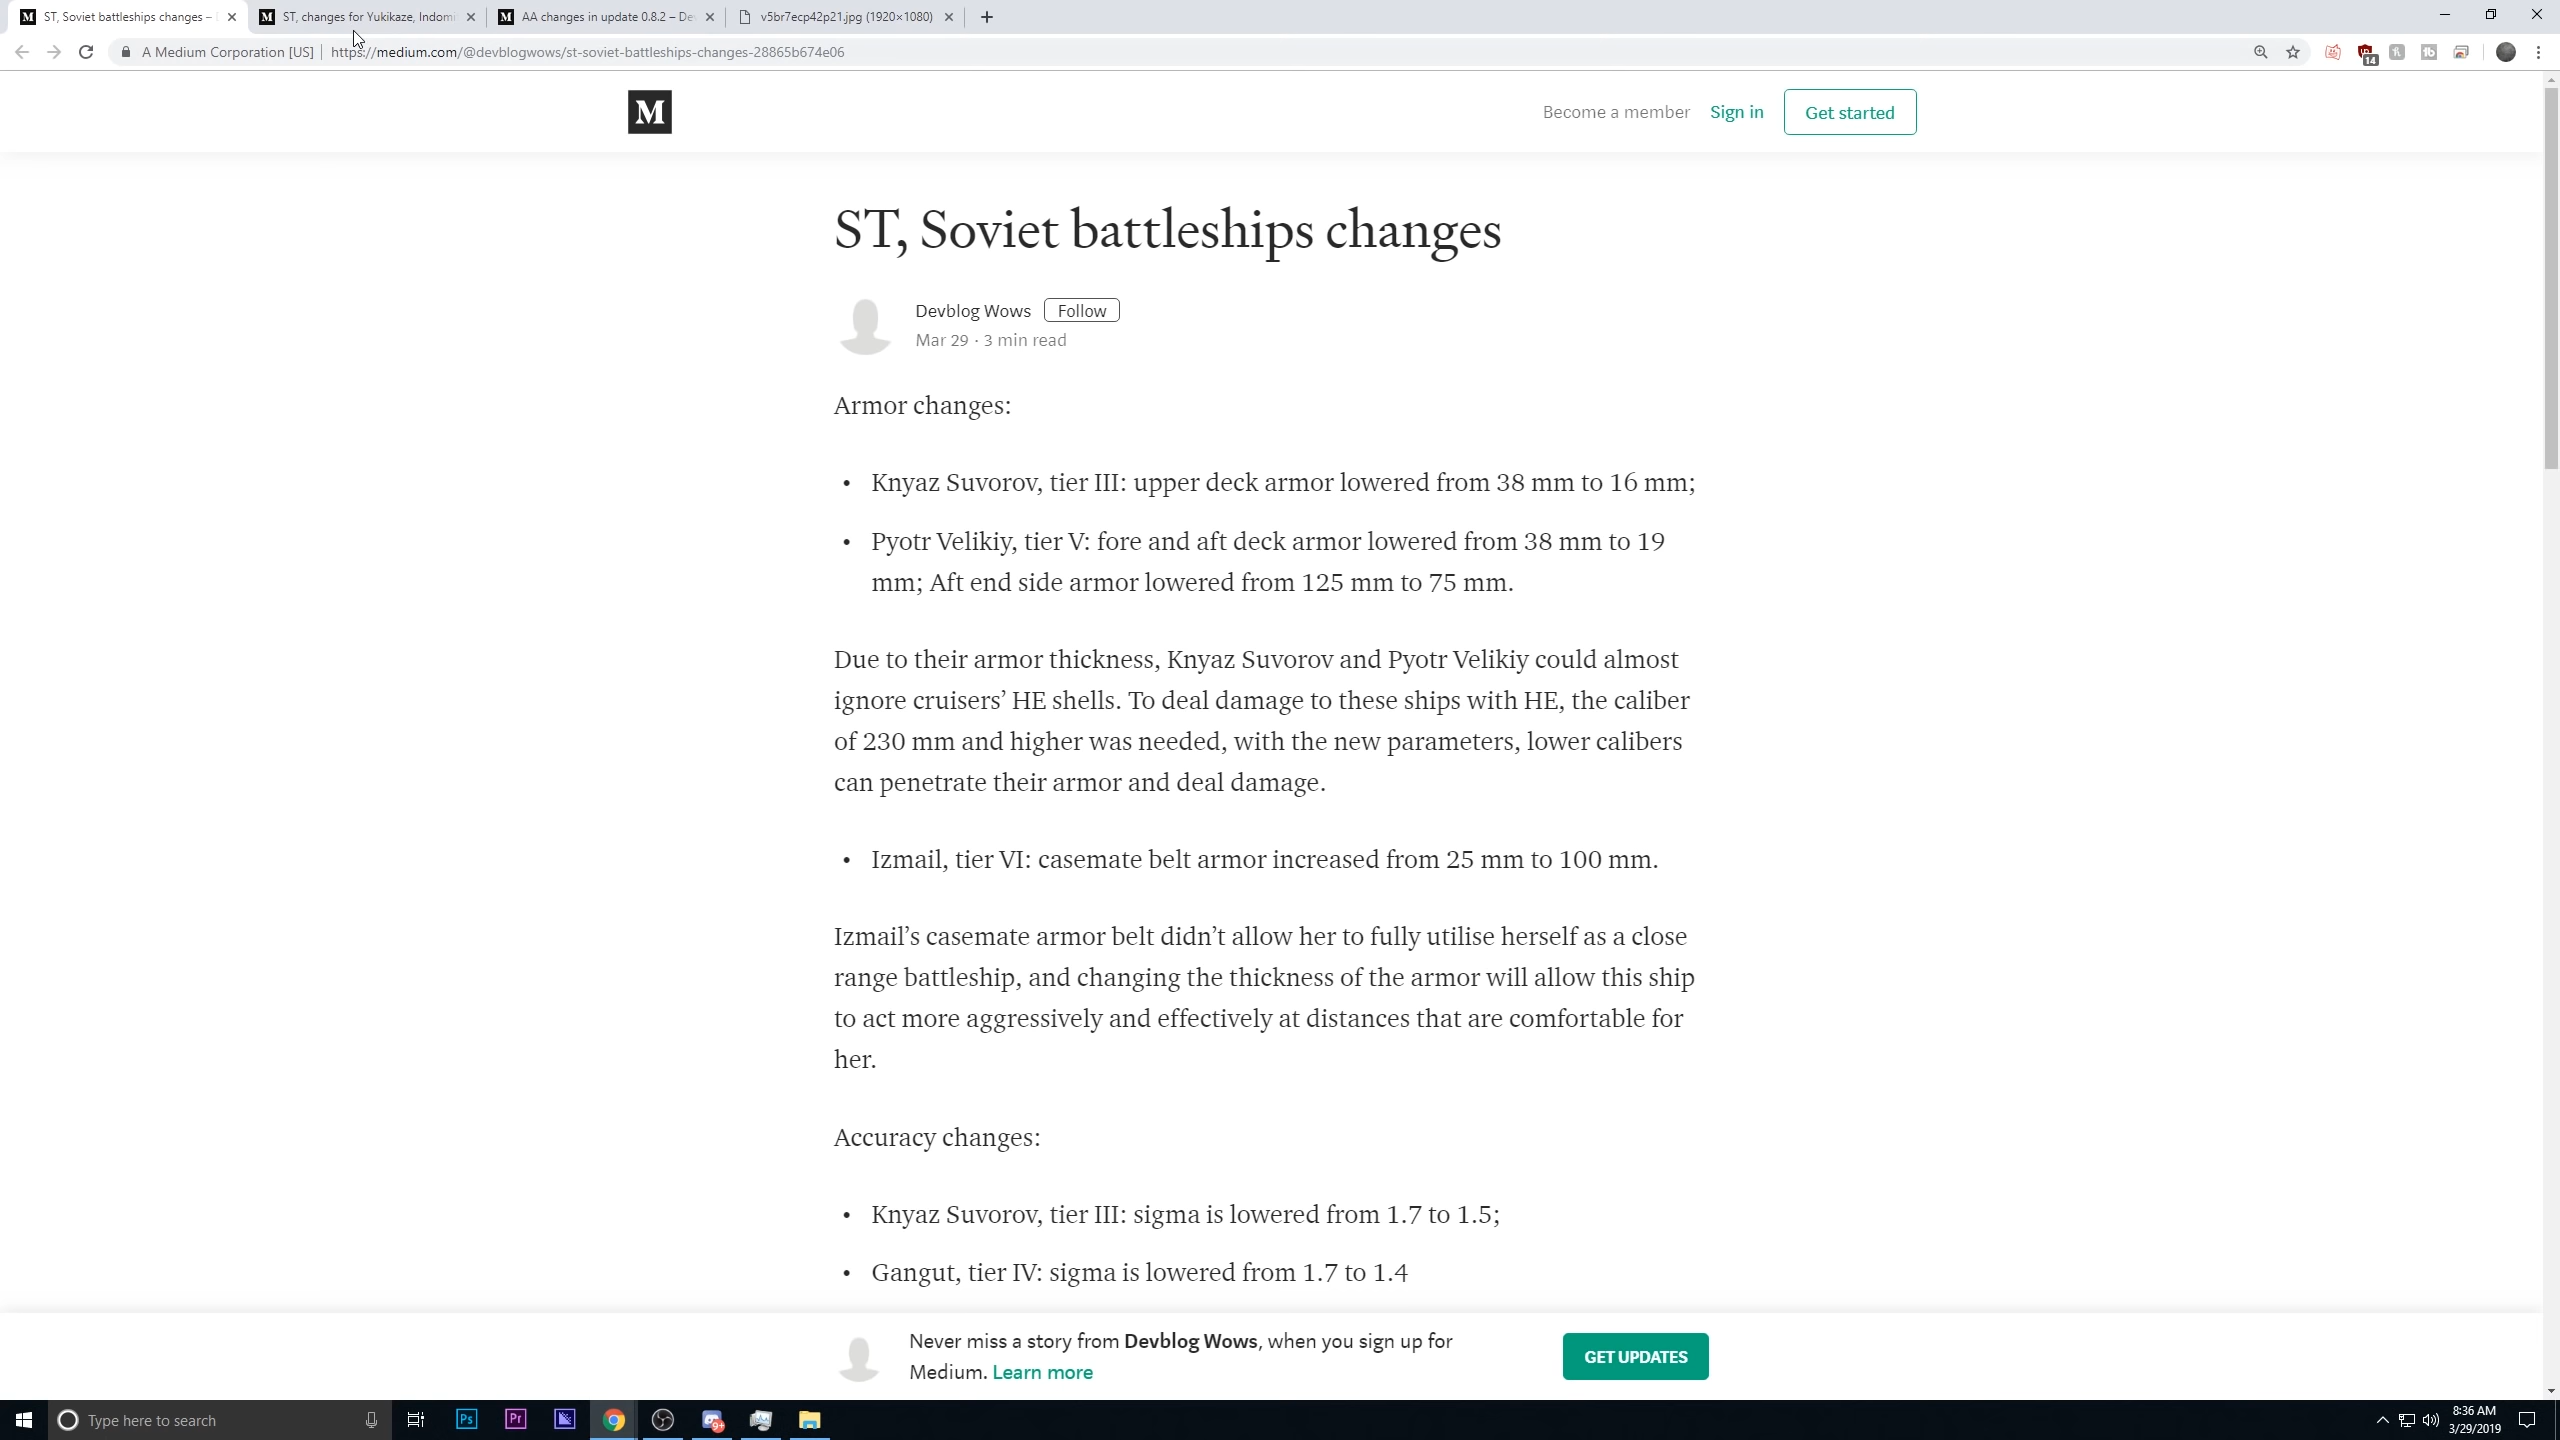 ST, Soviet battleships changes –
ST, changes for Yukikaze, Indomi
AA changes in update 0.8.2 – De
v5br7ecp42p21.jpg (1920×1080)
A Medium Corporation [US]
https://medium.com/@devblogwows/st-soviet-battleships-changes-28865b674e06
14
M
Become a member
Sign in
Get started
ST, Soviet battleships changes
Devblog Wows
Follow
Mar 29 · 3 min read
Armor changes:
• Knyaz Suvorov, tier III: upper deck armor lowered from 38 mm to 16 mm;
• Pyotr Velikiy, tier V: fore and aft deck armor lowered from 38 mm to 19
mm; Aft end side armor lowered from 125 mm to 75 mm.
Due to their armor thickness, Knyaz Suvorov and Pyotr Velikiy could almost
ignore cruisers’ HE shells. To deal damage to these ships with HE, the caliber
of 230 mm and higher was needed, with the new parameters, lower calibers
can penetrate their armor and deal damage.
• Izmail, tier VI: casemate belt armor increased from 25 mm to 100 mm.
Izmail’s casemate armor belt didn’t allow her to fully utilise herself as a close
range battleship, and changing the thickness of the armor will allow this ship
to act more aggressively and effectively at distances that are comfortable for
her.
Accuracy changes:
• Knyaz Suvorov, tier III: sigma is lowered from 1.7 to 1.5;
• Gangut, tier IV: sigma is lowered from 1.7 to 1.4
Never miss a story from Devblog Wows, when you sign up for
Medium. Learn more
GET UPDATES
Type here to search
Ps
Pr
9+
8:36 AM
3/29/2019